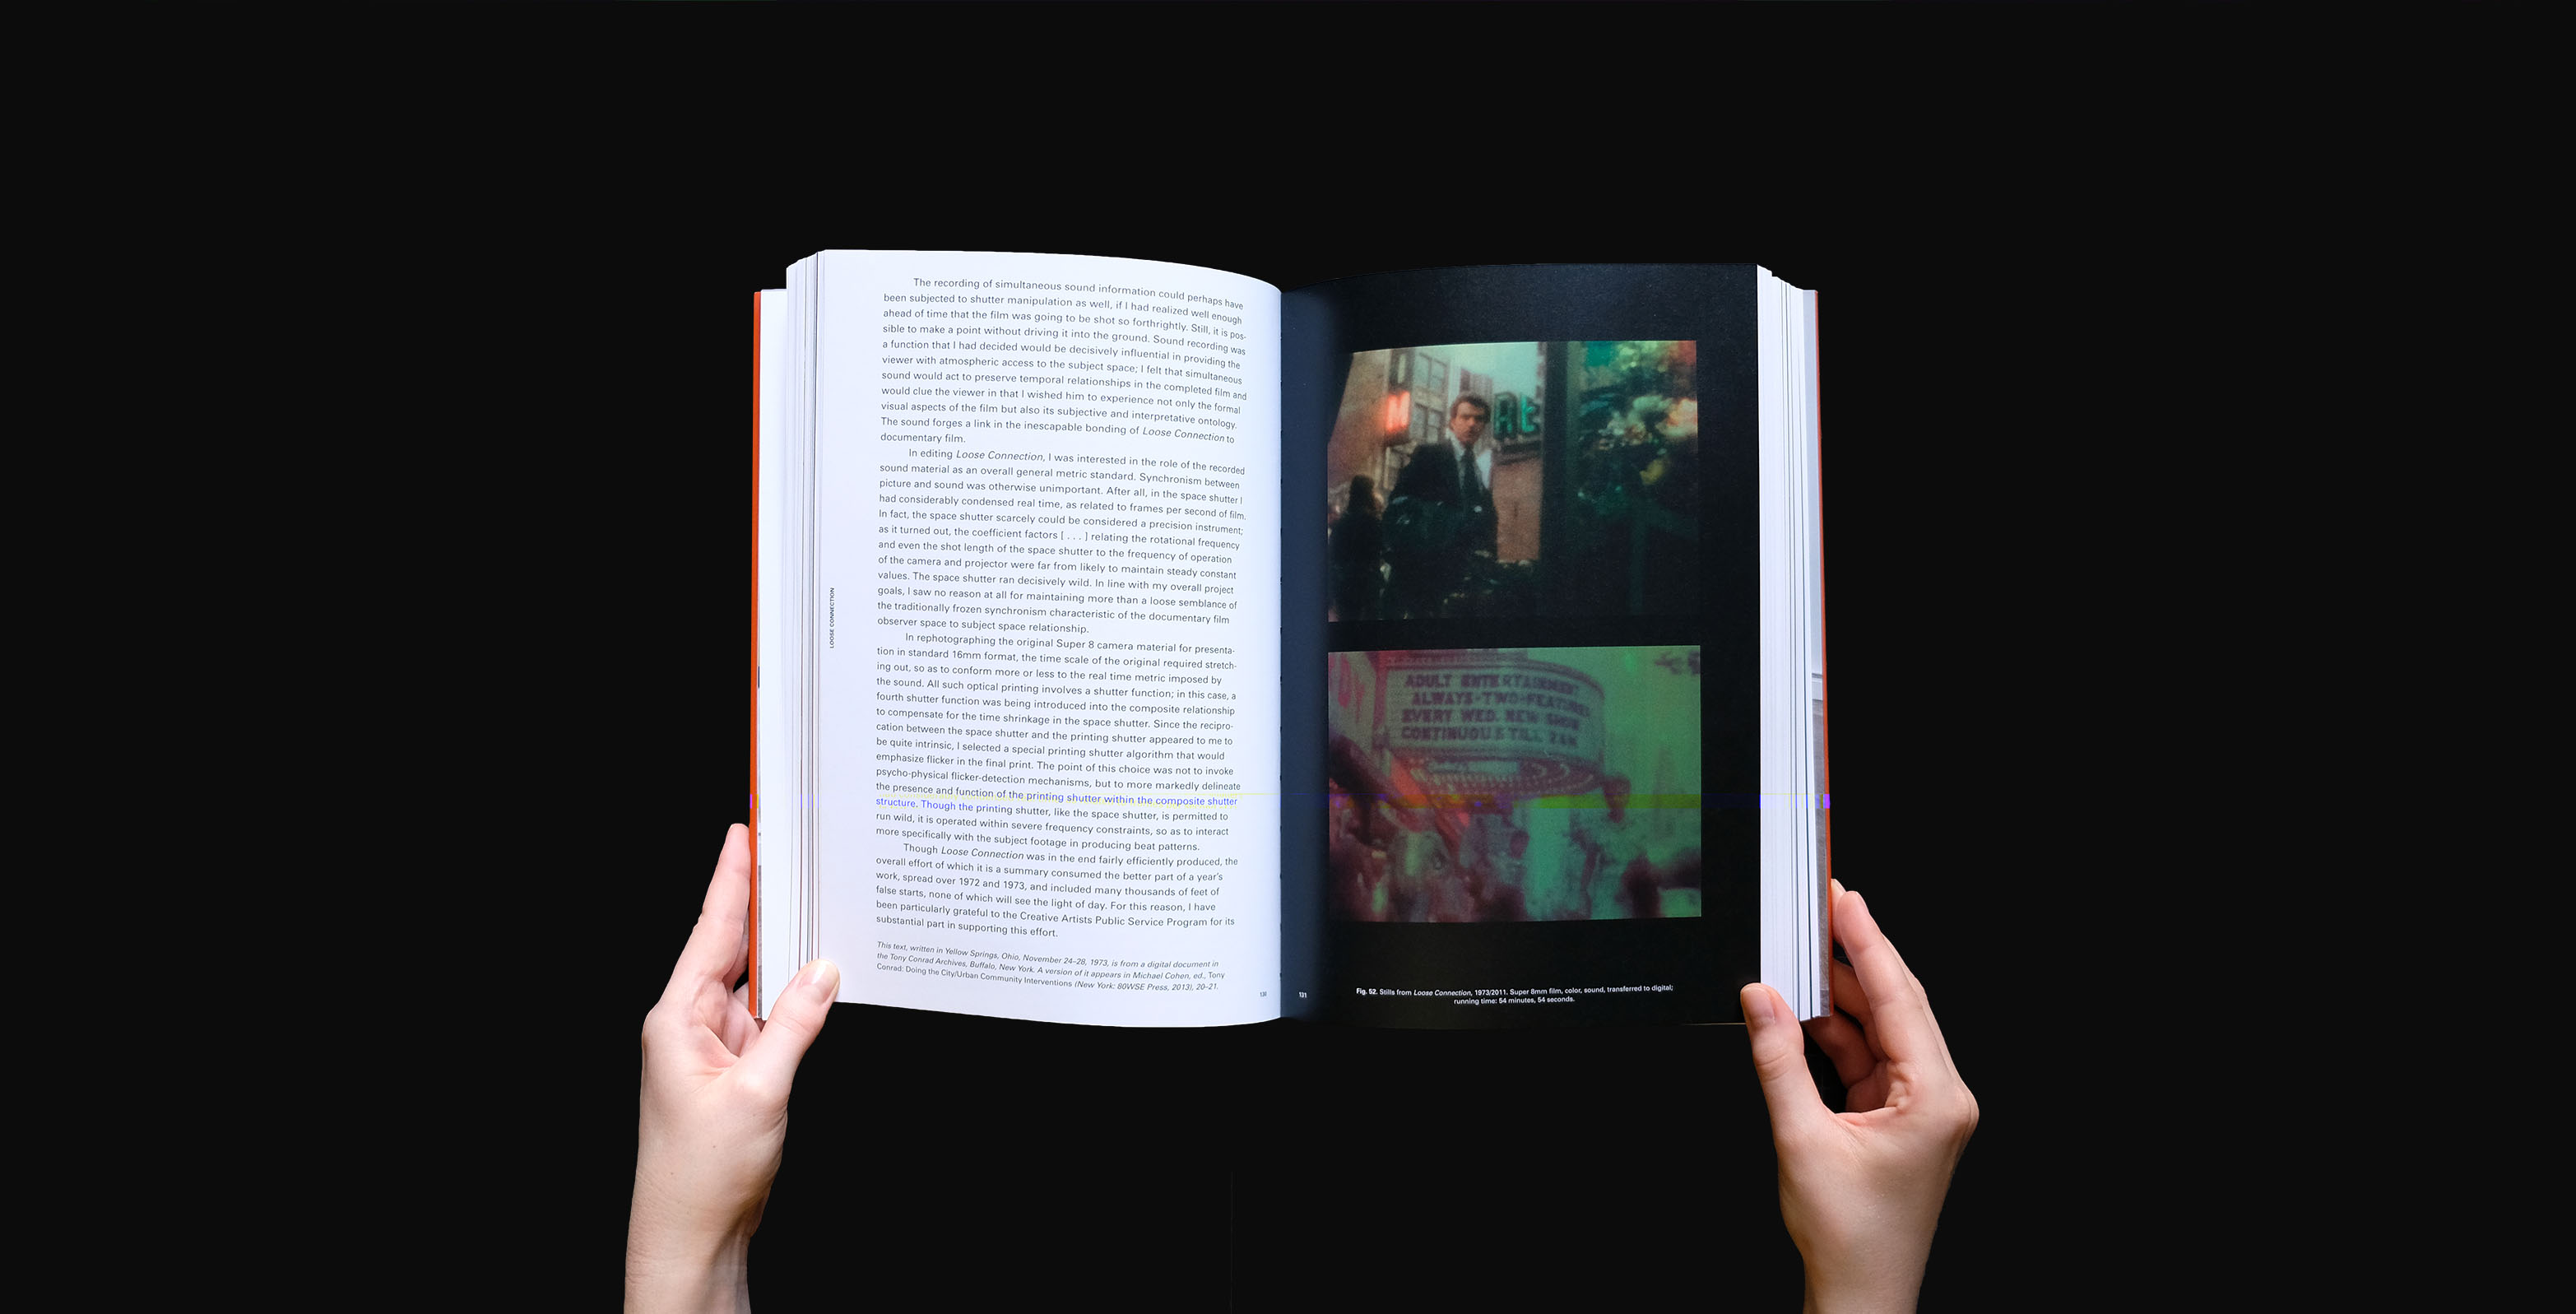 The recording of simultaneous sound information could perhaps have
been subjected to shutter manipulation as well, if I had realized well enough
ahead of time that the film was going to be shot so forthrightly. Still, it is pos-
sible to make a point without driving it into the ground. Sound recording was
a function that I had decided would be decisively influential in providing the
viewer with atmospheric access to the subject space; I felt that simultaneous
sound would act to preserve temporal relationships in the completed film and
would clue the viewer in that I wished him to experience not only the formal
visual aspects of the film but also its subjective and interpretative ontology.
The sound forges a link in the inescapable bonding of Loose Connection to
documentary film.
In editing Loose Connection, I was interested in the role of the recorded
sound material as an overall general metric standard. Synchronism between
picture and sound was otherwise unimportant. After all, in the space shutter I
had considerably condensed real time, as related to frames per second of film.
In fact, the space shutter scarcely could be considered a precision instrument;
as it turned out, the coefficient factors [ . . . ] relating the rotational frequency
and even the shot length of the space shutter to the frequency of operation
of the camera and projector were far from likely to maintain steady constant
values. The space shutter ran decisively wild. In line with my overall project
goals, I saw no reason at all for maintaining more than a loose semblance of
the traditionally frozen synchronism characteristic of the documentary film
observer space to subject space relationship.
In rephotographing the original Super 8 camera material for presenta-
tion in standard 16mm format, the time scale of the original required stretch-
ing out, so as to conform more or less to the real time metric imposed by
the sound. All such optical printing involves a shutter function; in this case, a
fourth shutter function was being introduced into the composite relationship
to compensate for the time shrinkage in the space shutter. Since the recipro-
cation between the space shutter and the printing shutter appeared to me to
be quite intrinsic, I selected a special printing shutter algorithm that would
emphasize flicker in the final print. The point of this choice was not to invoke
psycho-physical flicker-detection mechanisms, but to more markedly delineate
the presence and function of the printing shutter within the composite shutter
structure. Though the printing shutter, like the space shutter, is permitted to
run wild, it is operated within severe frequency constraints, so as to interact
more specifically with the subject footage in producing beat patterns.
Though Loose Connection was in the end fairly efficiently produced, the
overall effort of which it is a summary consumed the better part of a year's
work, spread over 1972 and 1973, and included many thousands of feet of
false starts, none of which will see the light of day. For this reason, I have
been particularly grateful to the Creative Artists Public Service Program for its
substantial part in supporting this effort.
This text, written in Yellow Springs, Ohio, November 24–28, 1973, is from a digital document in
the Tony Conrad Archives, Buffalo, New York. A version of it appears in Michael Cohen, ed., Tony
Conrad: Doing the City/Urban Community Interventions (New York: 80WSE Press, 2013), 20–21.
LOOSE CONNECTION
130
M
ADULT ENTERTAINMENT
ALWAYS-TWO-FEATURES
EVERY WED. NEW SHOW
CONTINUOUS TILL
131
Fig. 52. Stills from Loose Connection, 1973/2011. Super 8mm film, color, sound, transferred to digital;
running time: 54 minutes, 54 seconds.